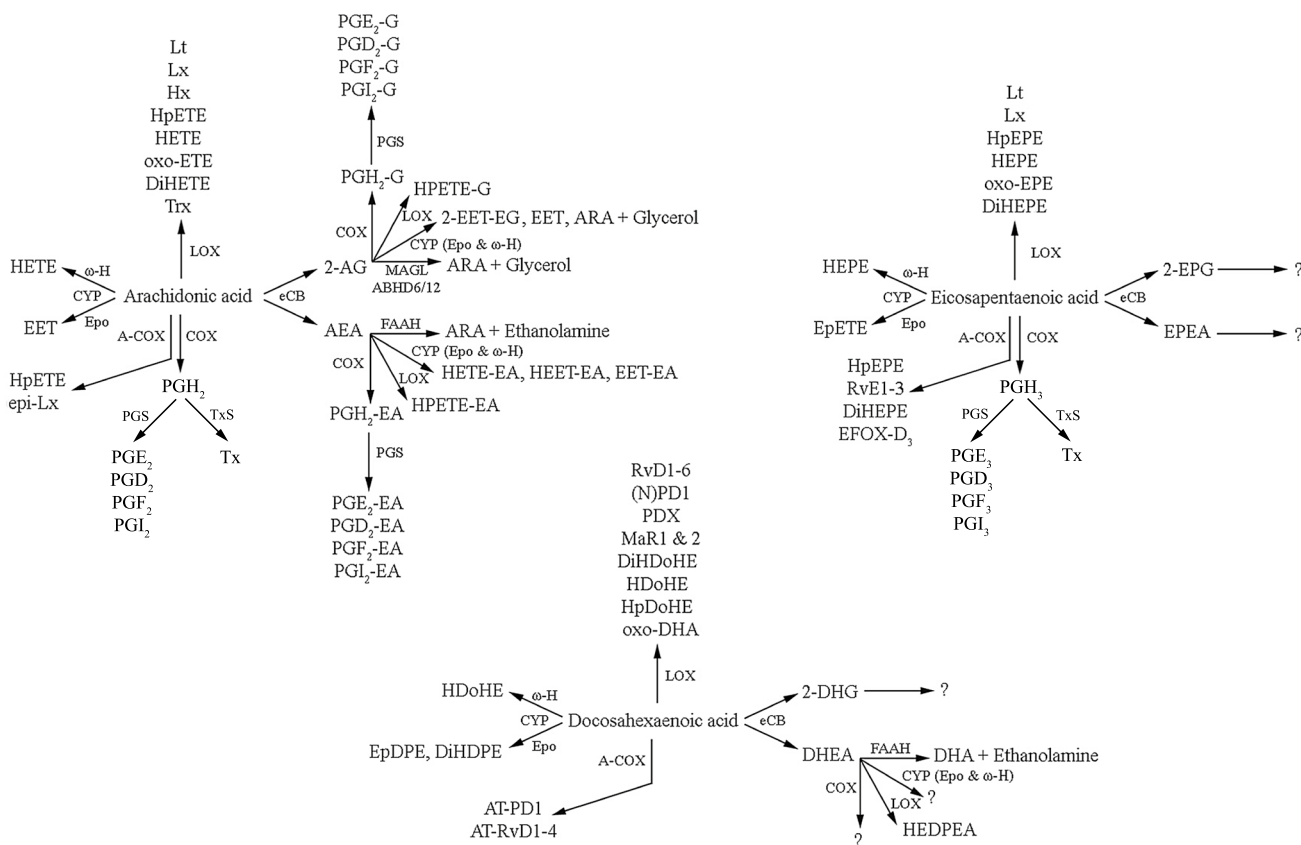 Lt
Lx
Hx
HpETE
HETE
oxo-ETE
DiHETE
Trx
LOX
HETE
ω-H
CYP
Arachidonic acid
eCB
EET
Epo
A-COX
COX
HpETE
epi-Lx
PGH₂
PGS
TxS
PGE₂
PGD₂
PGF₂
PGI₂
Tx
PGE₂-G
PGD₂-G
PGF₂-G
PGI₂-G
PGS
PGH₂-G
HPETE-G
COX
LOX
2-EET-EG, EET, ARA + Glycerol
CYP (Epo & ω-H)
2-AG
MAGL
ABHD6/12
ARA + Glycerol
AEA
FAAH
ARA + Ethanolamine
CYP (Epo & ω-H)
COX
LOX
HETE-EA, HEET-EA, EET-EA
HPETE-EA
PGH₂-EA
PGS
PGE₂-EA
PGD₂-EA
PGF₂-EA
PGI₂-EA
Lt
Lx
HpEPE
HEPE
oxo-EPE
DiHEPE
LOX
HEPE
ω-H
CYP
Eicosapentaenoic acid
eCB
2-EPG
?
EPEA
?
EpETE
Epo
A-COX
COX
HpEPE
RvE1-3
DiHEPE
EFOX-D₃
PGH₃
PGS
TxS
PGE₃
PGD₃
PGF₃
PGI₃
Tx
RvD1-6
(N)PD1
PDX
MaR1 & 2
DiHDoHE
HDoHE
HpDoHE
oxo-DHA
LOX
HDoHE
ω-H
CYP
Docosahexaenoic acid
eCB
2-DHG
?
EpDPE, DiHDPE
Epo
A-COX
AT-PD1
AT-RvD1-4
DHEA
FAAH
DHA + Ethanolamine
CYP (Epo & ω-H)
COX
LOX
?
HEDPEA
?